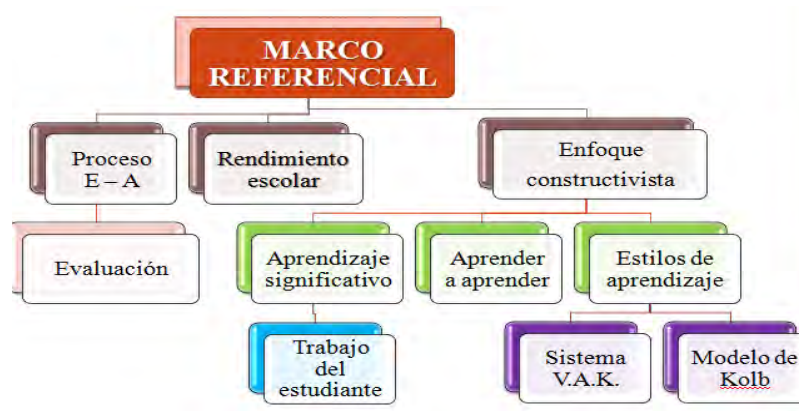 MARCO
REFERENCIAL
Proceso
E – A
Rendimiento
escolar
Enfoque
constructivista
Evaluación
Aprendizaje
significativo
Aprender
a aprender
Estilos de
aprendizaje
Trabajo
del
estudiante
Sistema
V.A.K.
Modelo de
Kolb